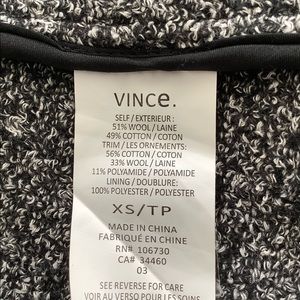 VINCE.
SELF / EXTERIEUR :
51% WOOL / LAINE
49% COTTON / COTON
TRIM / LES ORNEMENTS:
56% COTTON / COTON
33% WOOL / LAINE
11% POLYAMIDE / POLYAMIDE
LINING / DOUBLURE:
100% POLYESTER / POLYESTER
XS/TP
MADE IN CHINA
FABRIQUÉ EN CHINE
RN# 106730
CA# 34460
03
SEE REVERSE FOR CARE
VOIR AU VERSO POUR LES SOINS